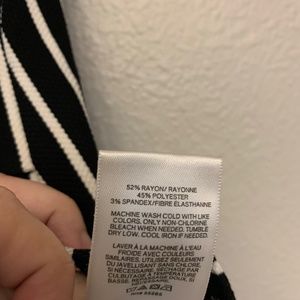 52% RAYON/ RAYONNE
45% POLYESTER
3% SPANDEX/FIBRE ELASTHANNE
MACHINE WASH COLD WITH LIKE
COLORS. ONLY NON-CHLORINE
BLEACH WHEN NEEDED. TUMBLE
DRY LOW. COOL IRON IF NEEDED.
LAVER À LA MACHINE À L'EAU
FROIDE AVEC COULEURS
SIMILAIRES. UTILISEZ SEULEMENT
DU JAVELLISANT SANS CHLORE
SI NÉCESSAIRE. SÉCHAGE PAR
CULBUTAGE À BASSE
BASSE
RN#